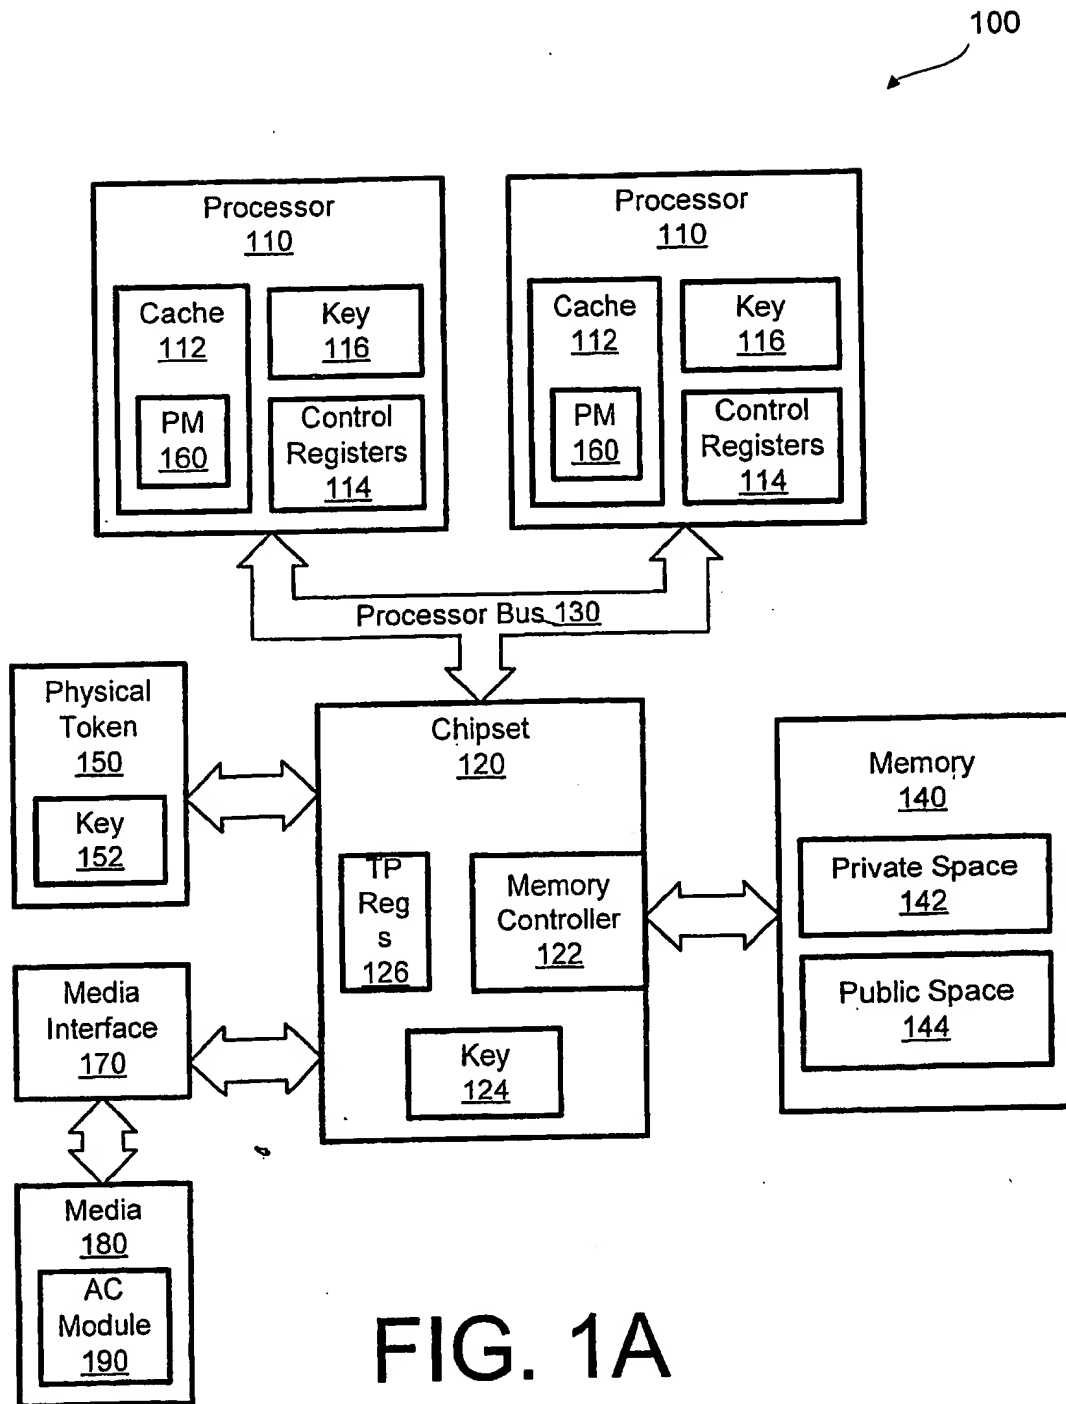 100
Processor
110
Cache
112
PM
160
Key
116
Control
Registers
114
Processor
110
Cache
112
PM
160
Key
116
Control
Registers
114
Processor Bus 130
Physical
Token
150
Key
152
Chipset
120
TP
Reg
s
126
Memory
Controller
122
Key
124
Memory
140
Private Space
142
Public Space
144
Media
Interface
170
Media
180
AC
Module
190
FIG. 1A